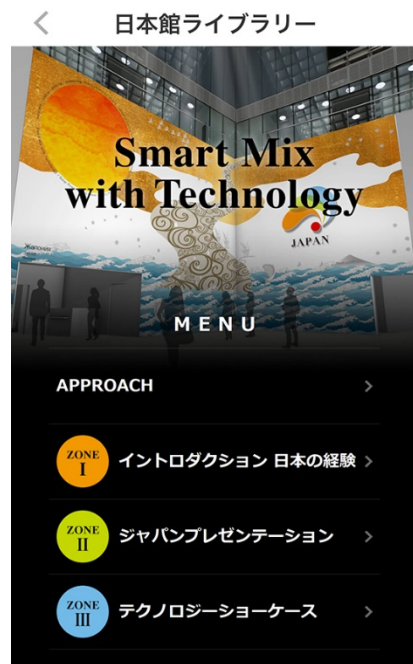 日本館ライブラリー
Smart Mix
with Technology
JAPAN
MENU
APPROACH
ZONE
I
イントロダクション 日本の経験
ZONE
II
ジャパンプレゼンテーション
ZONE
III
テクノロジーショーケース